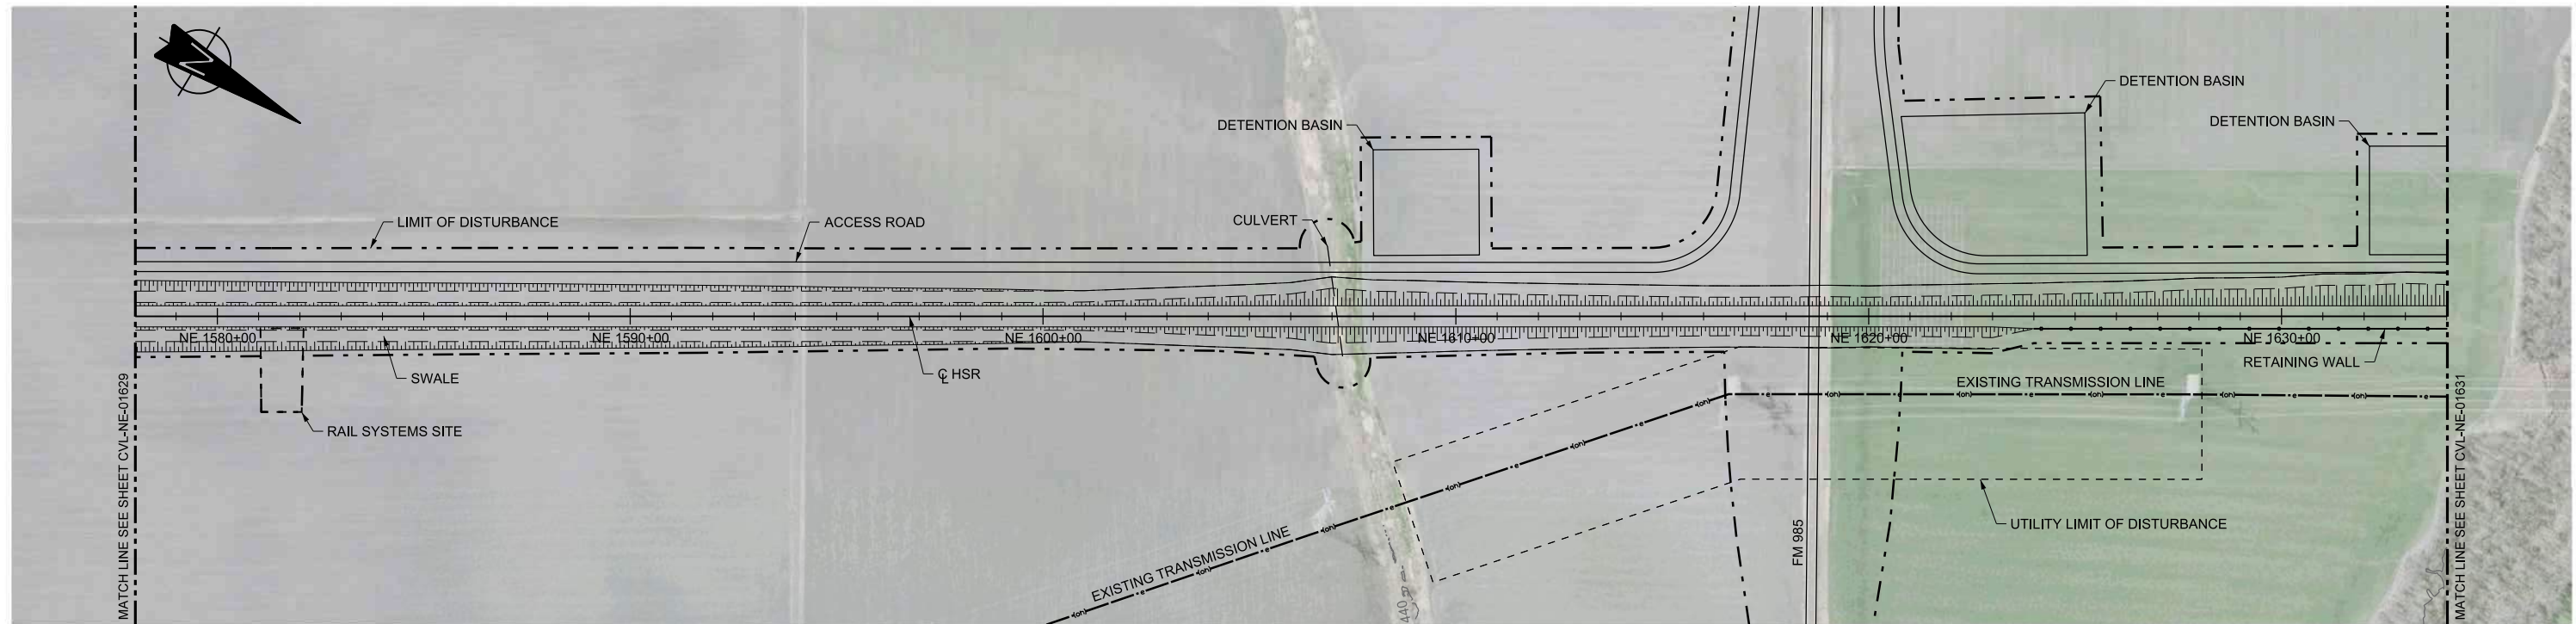 N
DETENTION BASIN
DETENTION BASIN
DETENTION BASIN
LIMIT OF DISTURBANCE
ACCESS ROAD
CULVERT
NE 1580+00
NE 1590+00
NE 1600+00
NE 1610+00
NE 1620+00
NE 1630+00
SWALE
℄ HSR
RETAINING WALL
EXISTING TRANSMISSION LINE
RAIL SYSTEMS SITE
UTILITY LIMIT OF DISTURBANCE
EXISTING TRANSMISSION LINE
FM 985
440
MATCH LINE SEE SHEET CVL-NE-01629
MATCH LINE SEE SHEET CVL-NE-01631